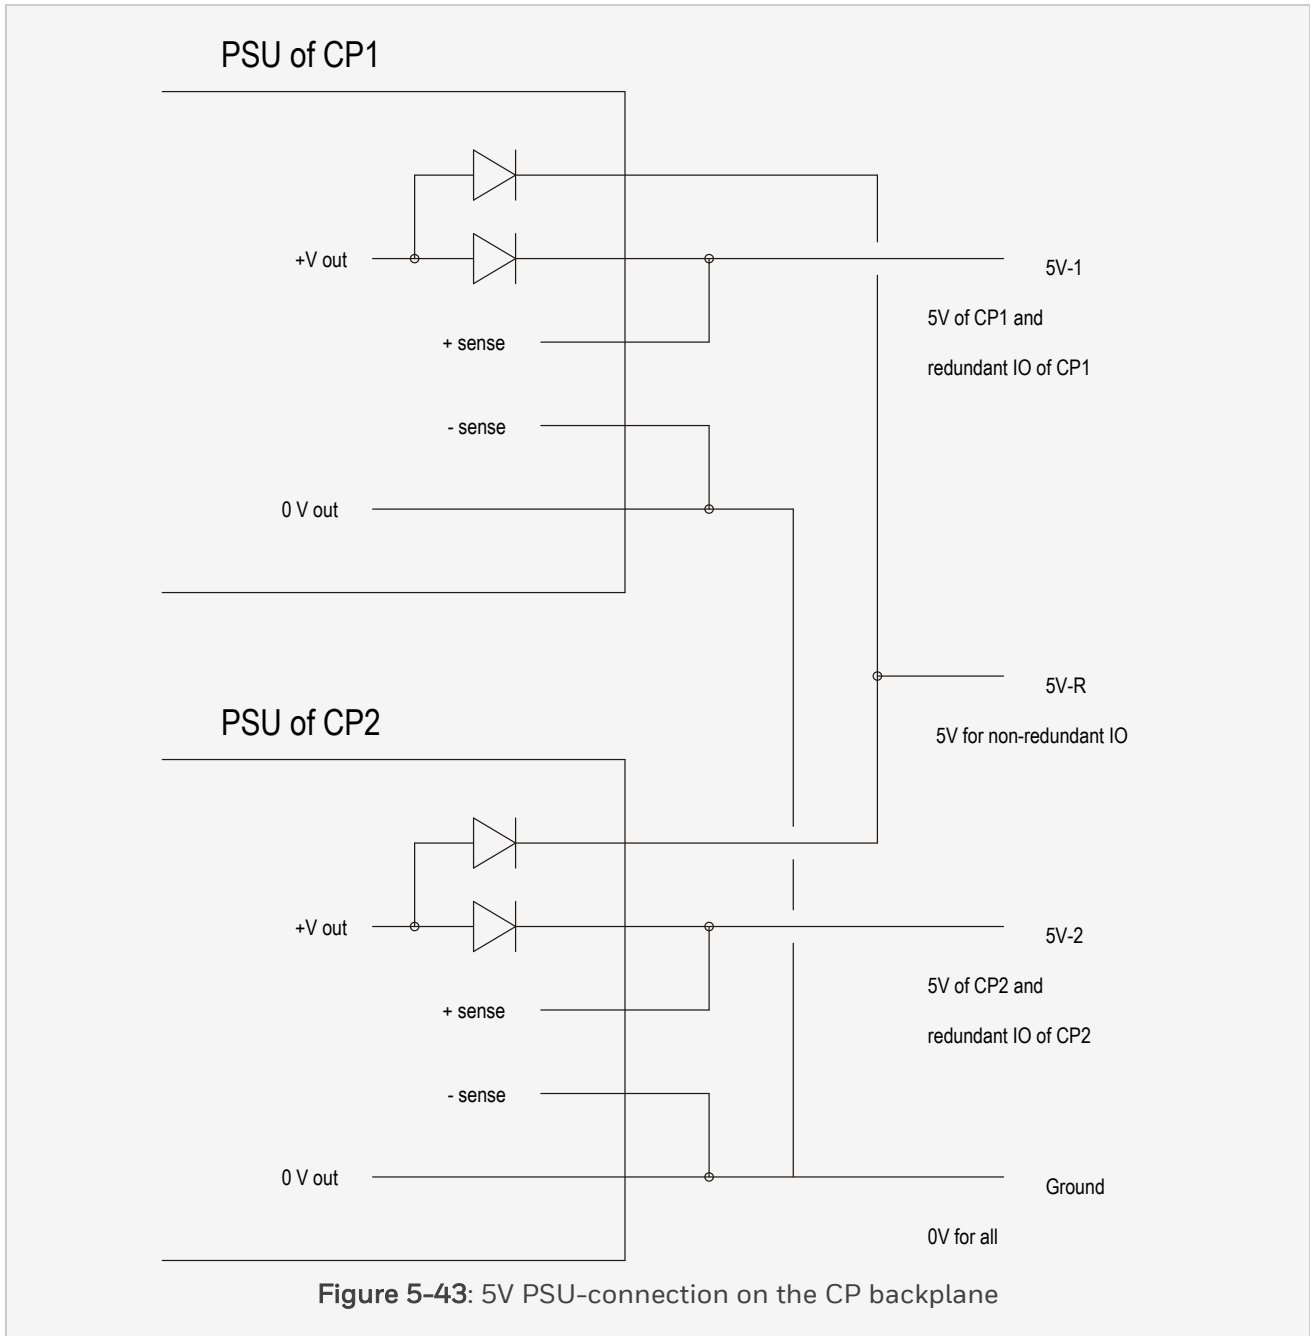 PSU of CP1
+V out
5V-1
5V of CP1 and
+ sense
redundant IO of CP1
- sense
0 V out
5V-R
PSU of CP2
5V for non-redundant IO
+V out
5V-2
5V of CP2 and
+ sense
redundant IO of CP2
- sense
0 V out
Ground
0V for all
Figure 5-43: 5V PSU-connection on the CP backplane